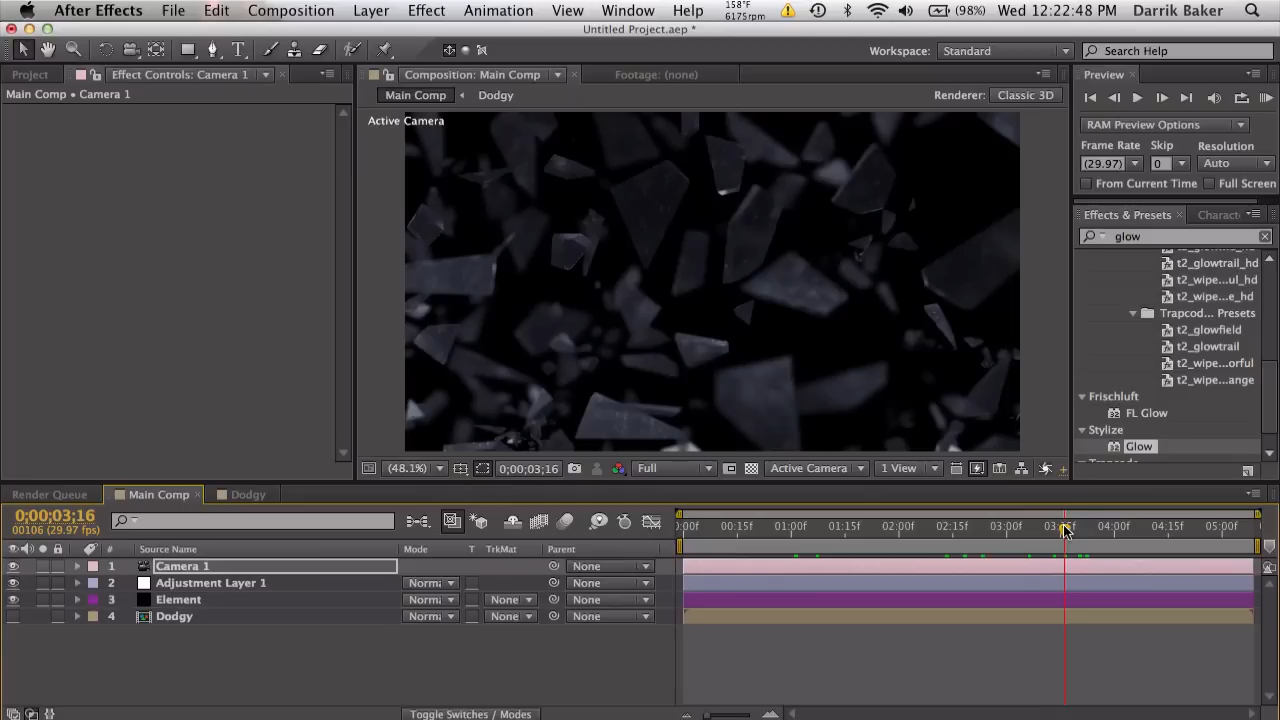 After Effects File Edit Composition Layer Effect Animation View Window Help 158°F 6175rpm (98%) Wed 12:22:48 PM Darrik Baker
Untitled Project.aep *
Workspace: Standard Search Help
Project Effect Controls: Camera 1 Composition: Main Comp Footage: (none) Preview
Main Comp • Camera 1 Main Comp Dodgy Renderer: Classic 3D
Active Camera
RAM Preview Options
Frame Rate Skip Resolution
(29.97) 0 Auto
From Current Time Full Screen
Effects & Presets Charact
glow
t2_glowtrail_hd
t2_wipe...ul_hd
t2_wipe...e_hd
Trapcod... Presets
t2_glowfield
t2_glowtrail
t2_wipe...orful
t2_wipe...ange
Frischluft
FL Glow
Stylize
Glow
(48.1%) 0;00;03;16 Full Active Camera 1 View
Render Queue Main Comp Dodgy
0;00;03;16
00106 (29.97 fps)
:00f 00:15f 01:00f 01:15f 02:00f 02:15f 03:00f 03:15f 04:00f 04:15f 05:00f
# Source Name Mode T TrkMat Parent
1 Camera 1 None
2 Adjustment Layer 1 Norma None
3 Element Norma None None
4 Dodgy Norma None None
Toggle Switches / Modes